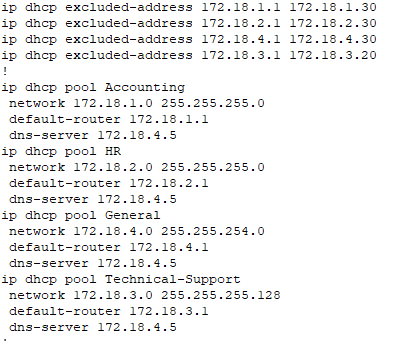 ip dhcp excluded-address 172.18.1.1 172.18.1.30
ip dhcp excluded-address 172.18.2.1 172.18.2.30
ip dhcp excluded-address 172.18.4.1 172.18.4.30
ip dhcp excluded-address 172.18.3.1 172.18.3.20
!
ip dhcp pool Accounting
 network 172.18.1.0 255.255.255.0
 default-router 172.18.1.1
 dns-server 172.18.4.5
ip dhcp pool HR
 network 172.18.2.0 255.255.255.0
 default-router 172.18.2.1
 dns-server 172.18.4.5
ip dhcp pool General
 network 172.18.4.0 255.255.254.0
 default-router 172.18.4.1
 dns-server 172.18.4.5
ip dhcp pool Technical-Support
 network 172.18.3.0 255.255.255.128
 default-router 172.18.3.1
 dns-server 172.18.4.5